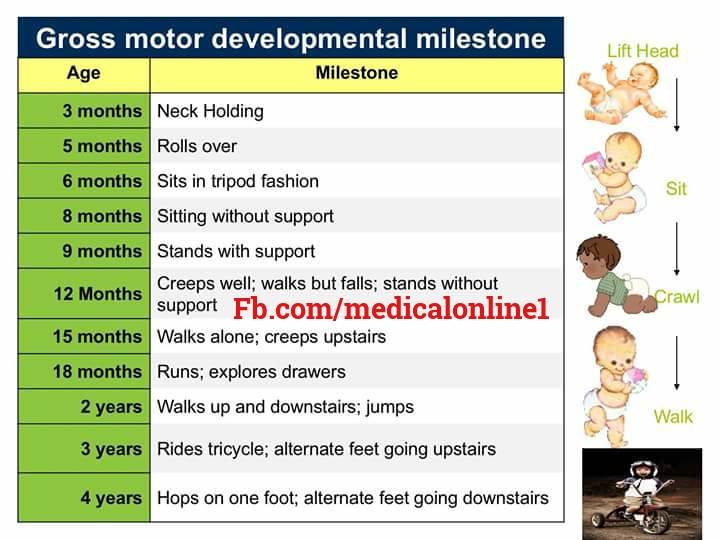 Gross motor developmental milestone
Age Milestone
3 months Neck Holding
5 months Rolls over
6 months Sits in tripod fashion
8 months Sitting without support
9 months Stands with support
12 Months Creeps well; walks but falls; stands without
support
Fb.com/medicalonline1
15 months Walks alone; creeps upstairs
18 months Runs; explores drawers
2 years Walks up and downstairs; jumps
3 years Rides tricycle; alternate feet going upstairs
4 years Hops on one foot; alternate feet going downstairs
Lift Head
Sit
Crawl
Walk